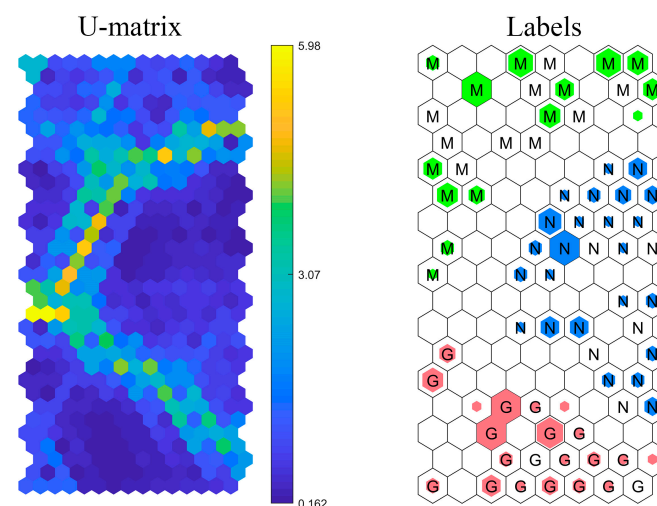 U-matrix
Labels
5.98
3.07
0.162
M M M M M
M M M M M
M M M
M M M
M M N N
M M N N N N
N N N N
M N N N N N
M N N
N N
N N N N
G N N
G N N
G G N N
G G G
G G G G G
G G G G G G G